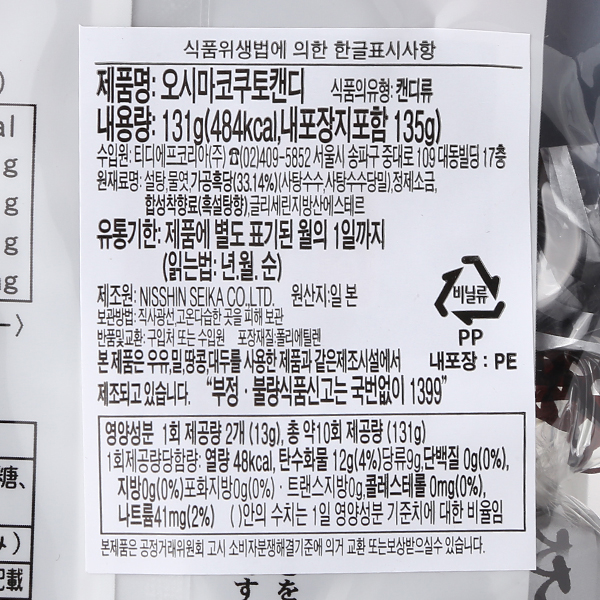 식품위생법에 의한 한글표시사항
제품명: 오시마코쿠토캔디 식품의유형: 캔디류
내용량: 131g(484kcal,내포장지포함 135g)
수입원: 티디에프코리아(주) ☎(02)409-5852 서울시 송파구 중대로 109 대동빌딩 17층
원재료명: 설탕,물엿,가공흑당(33.14%)(사탕수수,사탕수수당밀),정제소금,
합성착향료(흑설탕향),글리세린지방산에스테르
유통기한: 제품에 별도 표기된 월의 1일까지
(읽는법: 년.월. 순)
제조원: NISSHIN SEIKA CO.,LTD. 원산지:일 본
보관방법: 직사광선,고온다습한 곳을 피해 보관
반품및교환: 구입처 또는 수입원 포장재질:폴리에틸렌
본 제품은 우유,밀,땅콩,대두를 사용한 제품과 같은제조시설에서
제조되고 있습니다. "부정 · 불량식품신고는 국번없이 1399"
비닐류
PP
내포장 : PE
영양성분 1회 제공량 2개 (13g), 총 약10회 제공량 (131g)
1회제공량당함량: 열량 48kcal, 탄수화물 12g(4%)당류9g,단백질 0g(0%),
지방0g(0%)포화지방0g(0%) · 트랜스지방0g,콜레스테롤 0mg(0%),
나트륨41mg(2%) ( )안의 수치는 1일 영양성분 기준치에 대한 비율임
본제품은 공정거래위원회 고시 소비자분쟁해결기준에 의거 교환 또는보상받으실수 있습니다.
al
g
g
g
糖、
記載
を
す